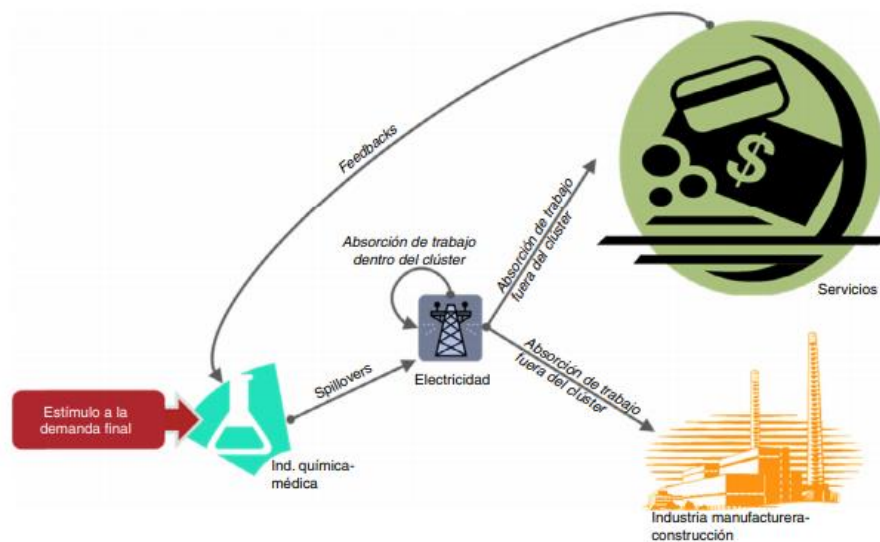 Feedbacks
$
Servicios
Absorción de trabajo
fuera del clúster
Absorción de trabajo
dentro del clúster
Electricidad
Spillovers
Absorción de trabajo
fuera del clúster
Estímulo a la
demanda final
Ind. química-
médica
Industria manufacturera-
construcción